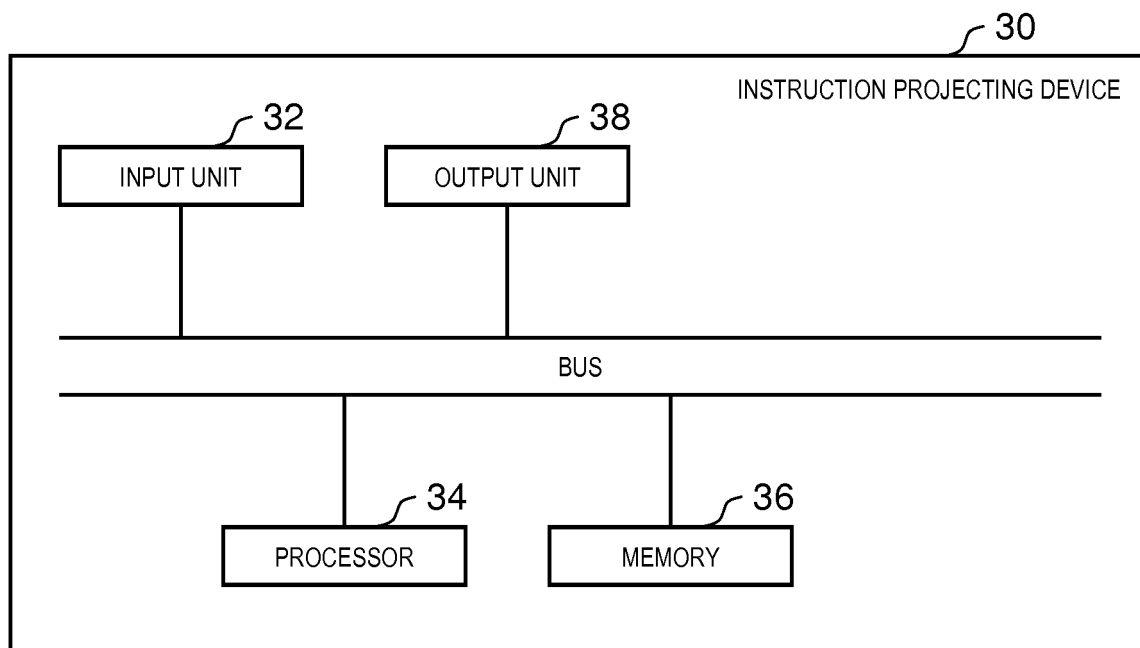 30
INSTRUCTION PROJECTING DEVICE
32
38
INPUT UNIT
OUTPUT UNIT
BUS
34
36
PROCESSOR
MEMORY